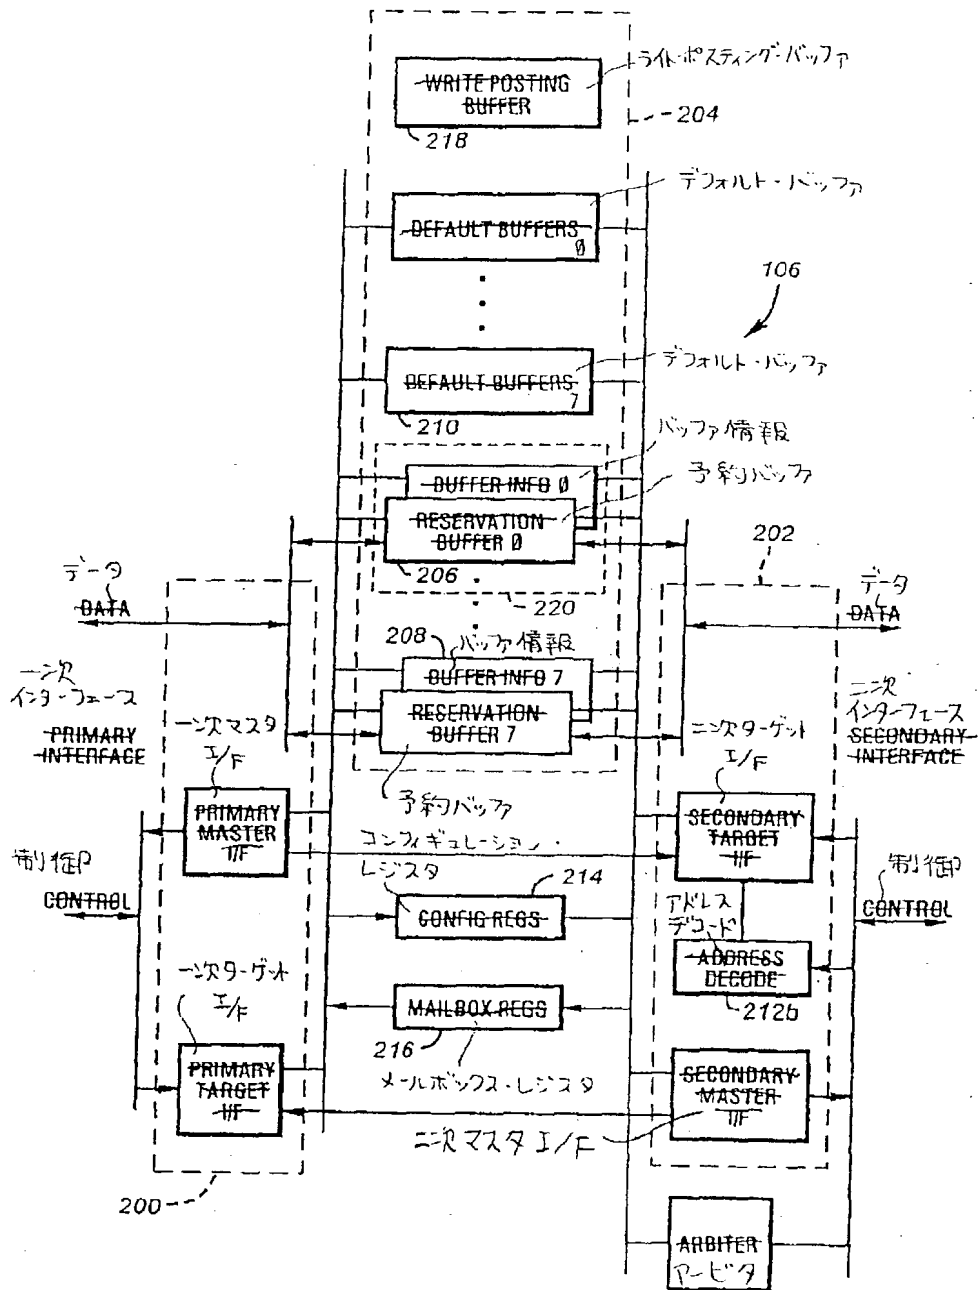 ライト・ポスティング・バッファ
WRITE POSTING
BUFFER
204
218
デフォルト・バッファ
DEFAULT BUFFERS
0
106
デフォルト・バッファ
DEFAULT BUFFERS
7
210
バッファ情報
BUFFER INFO 0
予約バッファ
RESERVATION
BUFFER 0
202
206
220
データ
DATA
データ
DATA
208
バッファ情報
BUFFER INFO 7
一次
インターフェース
PRIMARY
INTERFACE
二次
インターフェース
SECONDARY
INTERFACE
RESERVATION
BUFFER 7
一次マスタ
I/F
二次ターゲット
I/F
予約バッファ
PRIMARY
MASTER
I/F
SECONDARY
TARGET
I/F
コンフィギュレーション・
レジスタ
214
CONFIG REGS
制御
CONTROL
制御
CONTROL
アドレス
デコード
ADDRESS
DECODE
212b
一次ターゲット
I/F
MAILBOX REGS
216
メールボックス・レジスタ
PRIMARY
TARGET
I/F
SECONDARY
MASTER
I/F
二次マスタ I/F
200
ARBITER
アービタ